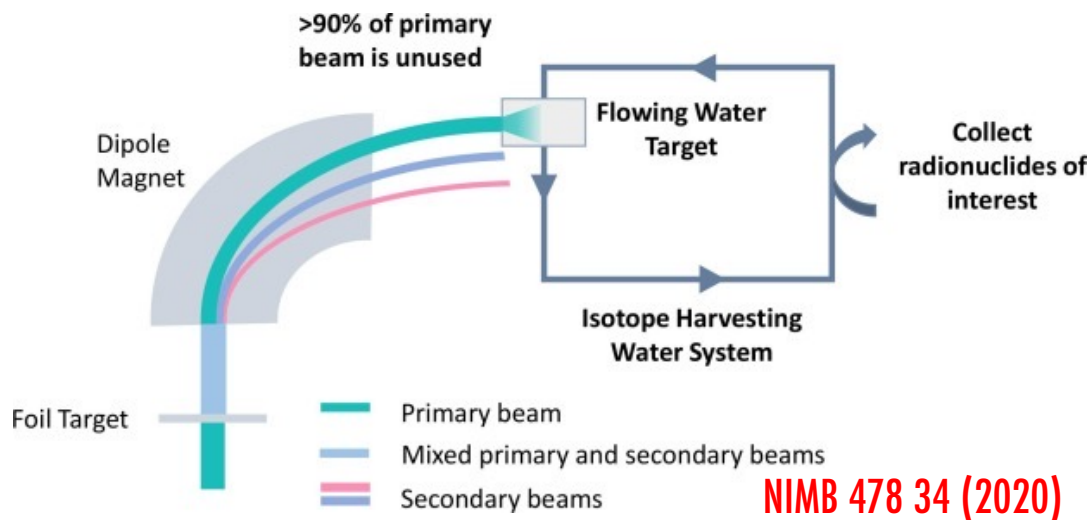 >90% of primary
beam is unused
Dipole
Magnet
Flowing Water
Target
Collect
radionuclides of
interest
Isotope Harvesting
Water System
Foil Target
Primary beam
Mixed primary and secondary beams
Secondary beams
NIMB 478 34 (2020)